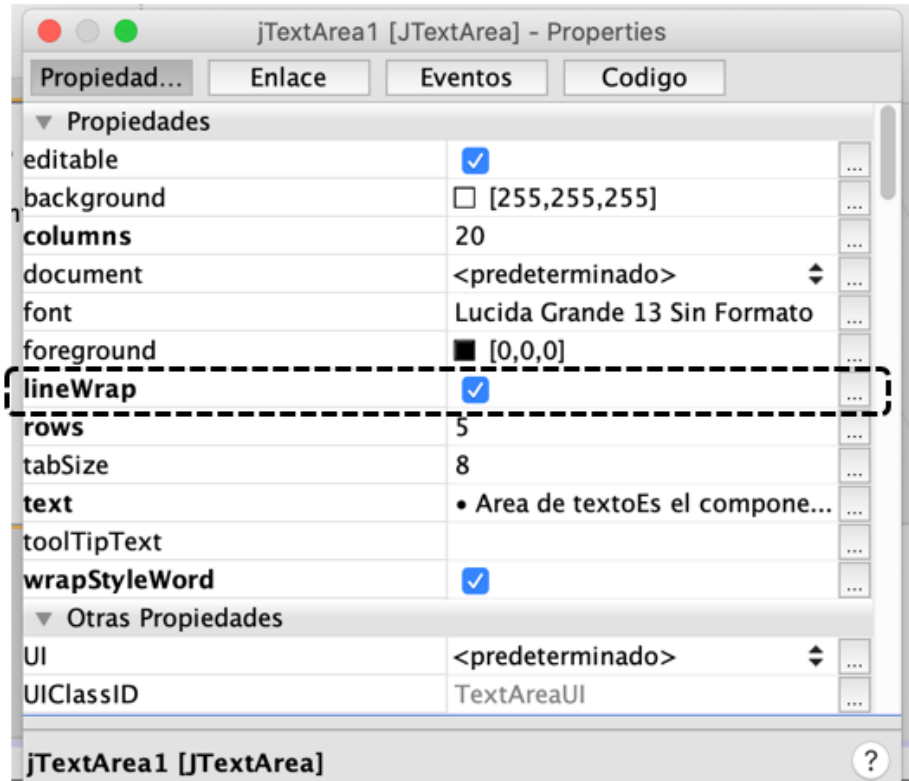 jTextArea1 [JTextArea] - Properties
Propiedad... Enlace Eventos Codigo
Propiedades
editable ...
background [255,255,255] ...
columns 20 ...
document <predeterminado> ...
font Lucida Grande 13 Sin Formato ...
foreground [0,0,0] ...
lineWrap ...
rows 5 ...
tabSize 8 ...
text • Area de textoEs el compone... ...
toolTipText ...
wrapStyleWord ...
Otras Propiedades
UI <predeterminado> ...
UIClassID TextAreaUI ...
jTextArea1 [JTextArea] ?